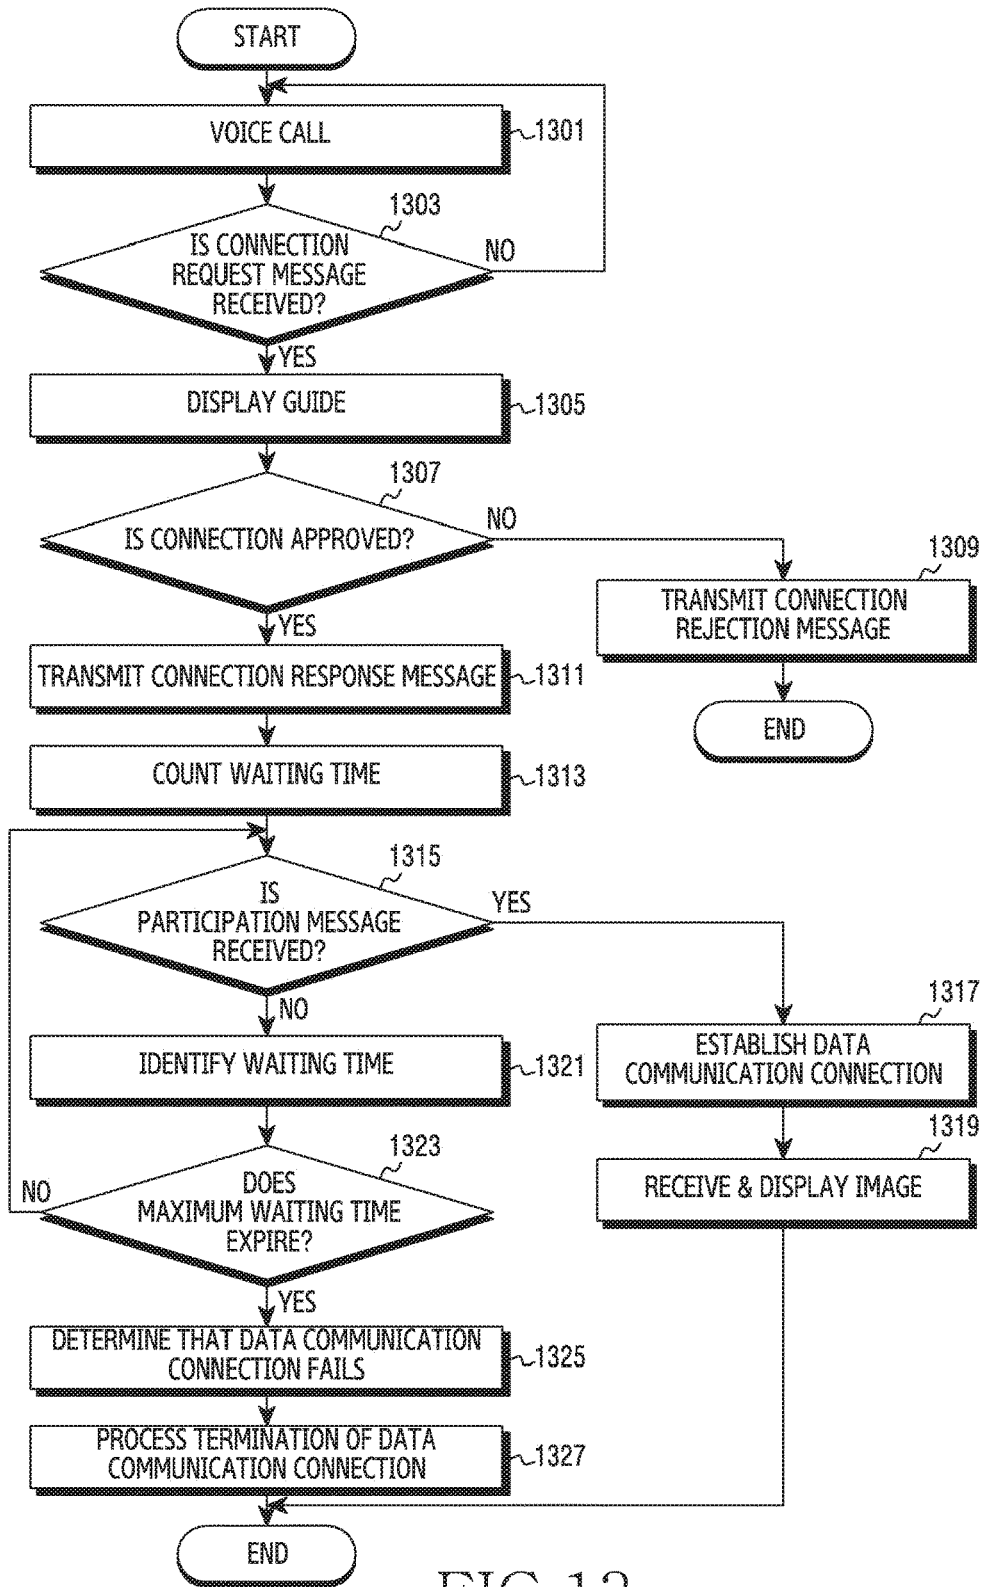 START
VOICE CALL
1301
1303
IS CONNECTION
REQUEST MESSAGE
RECEIVED?
NO
YES
DISPLAY GUIDE
1305
1307
IS CONNECTION APPROVED?
NO
1309
TRANSMIT CONNECTION
REJECTION MESSAGE
END
YES
TRANSMIT CONNECTION RESPONSE MESSAGE
1311
COUNT WAITING TIME
1313
1315
IS
PARTICIPATION MESSAGE
RECEIVED?
YES
NO
1317
ESTABLISH DATA
COMMUNICATION CONNECTION
IDENTIFY WAITING TIME
1321
1319
RECEIVE & DISPLAY IMAGE
1323
DOES
MAXIMUM WAITING TIME
EXPIRE?
NO
YES
DETERMINE THAT DATA COMMUNICATION
CONNECTION FAILS
1325
PROCESS TERMINATION OF DATA
COMMUNICATION CONNECTION
1327
END